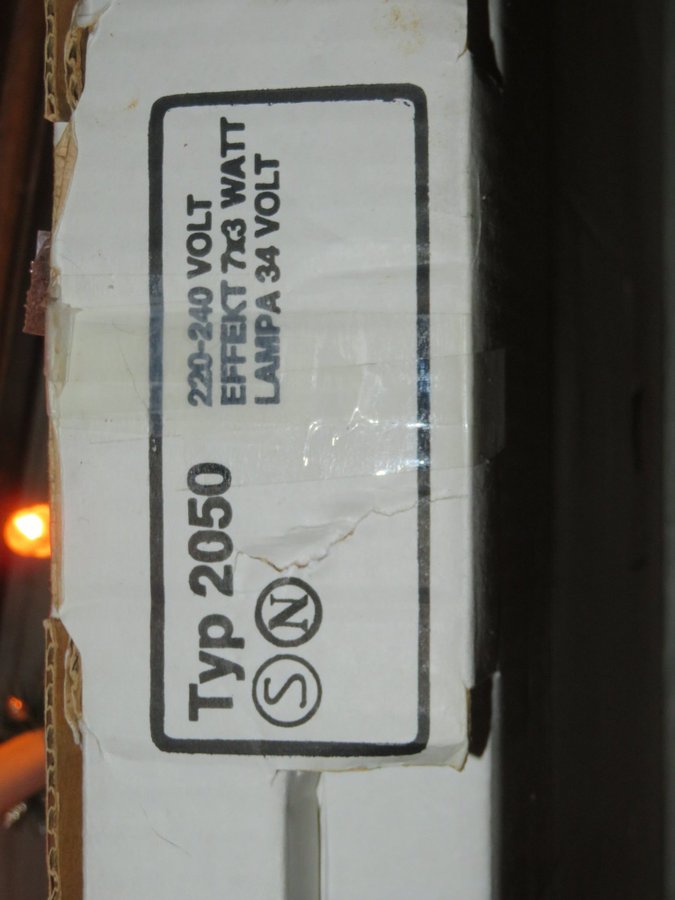 Typ 2050
S N
220-240 VOLT
EFFEKT 7x3 WATT
LAMPA 34 VOLT